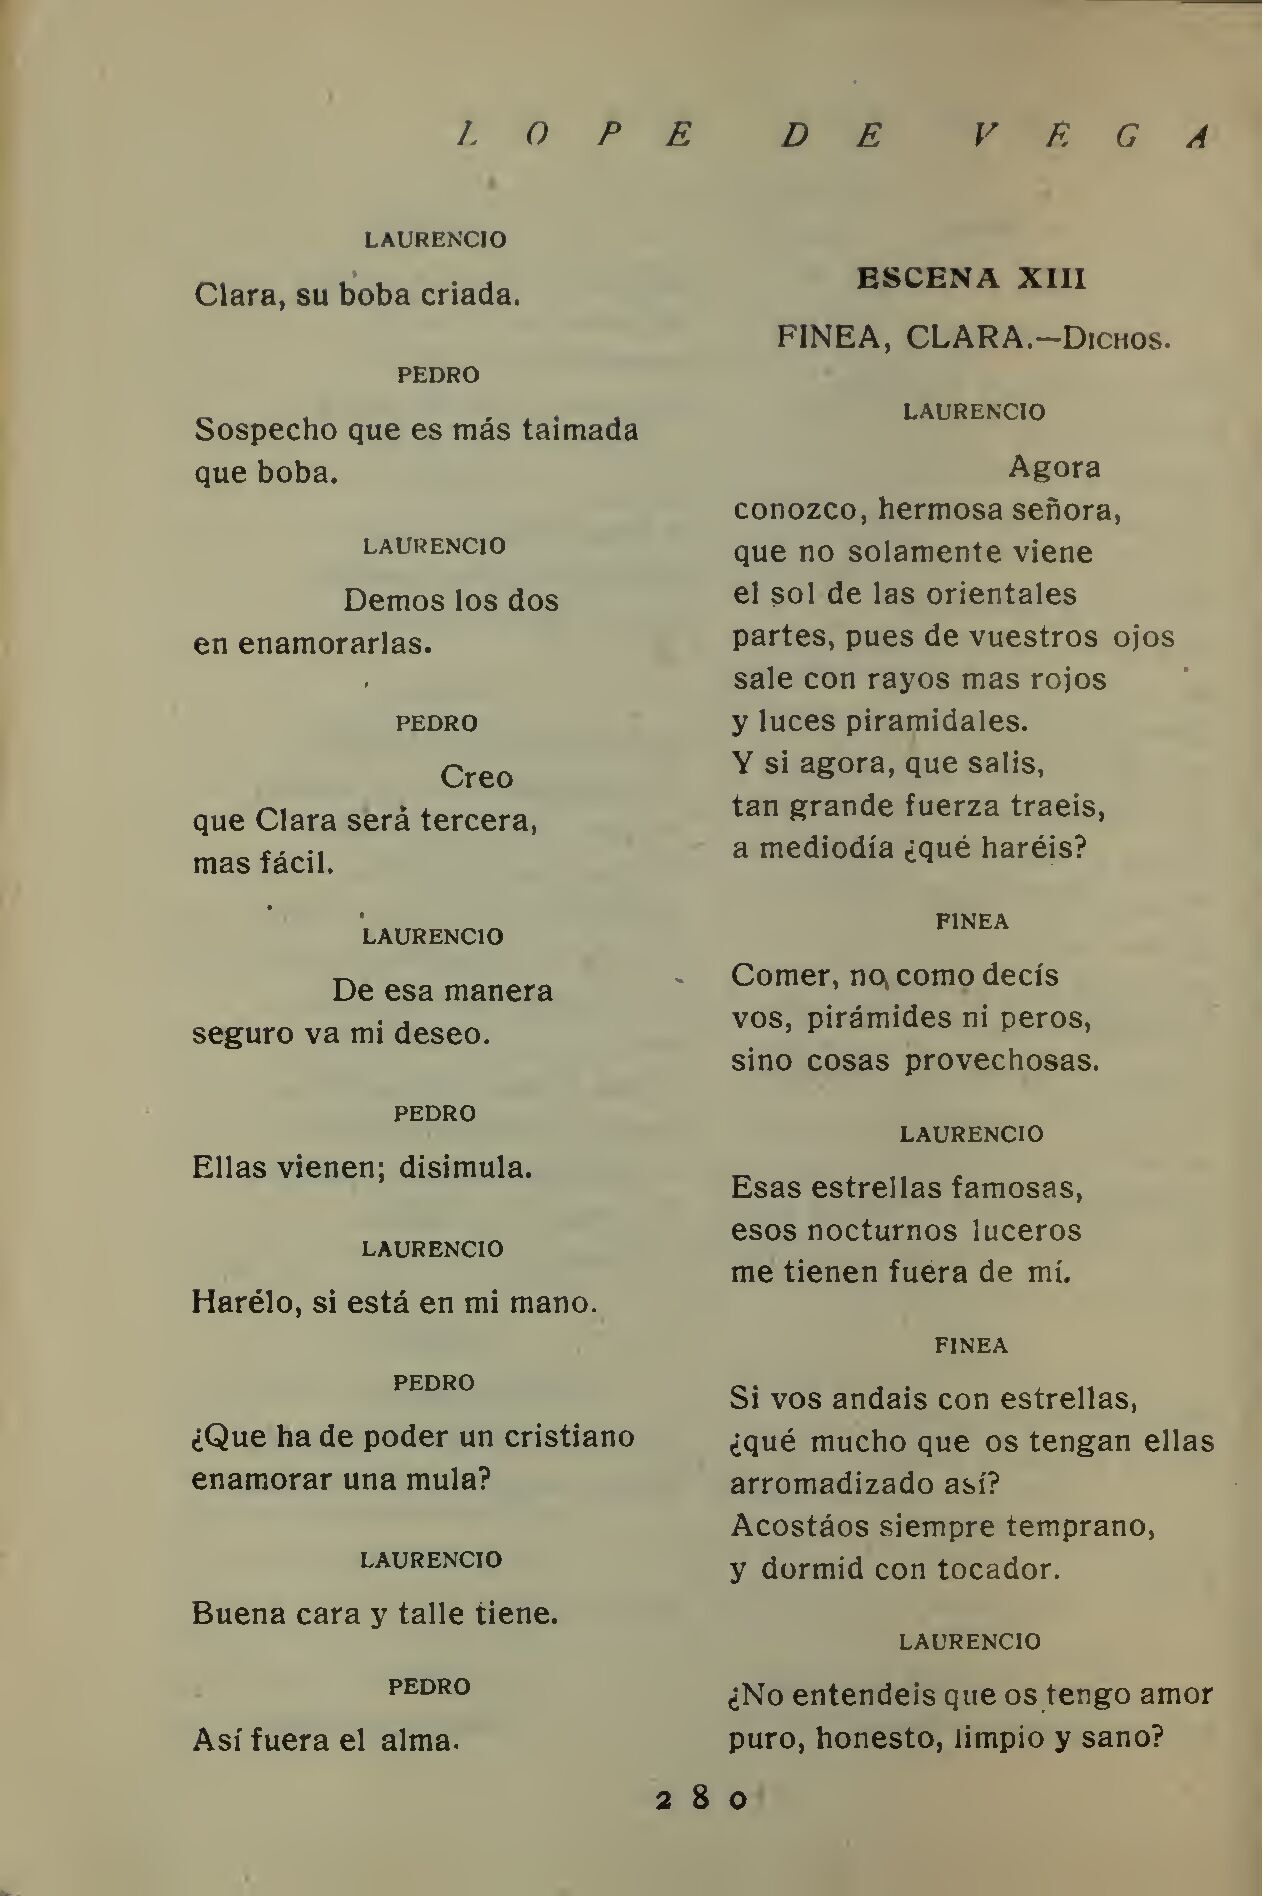 LOPE DE VEGA
LAURENCIO
Clara, su boba criada.
PEDRO
Sospecho que es más taimada
que boba.
LAURENCIO
Demos los dos
en enamorarlas.
PEDRO
Creo
que Clara será tercera,
mas fácil.
LAURENCIO
De esa manera
seguro va mi deseo.
PEDRO
Ellas vienen; disimula.
LAURENCIO
Harélo, si está en mi mano.
PEDRO
¿Que ha de poder un cristiano
enamorar una mula?
LAURENCIO
Buena cara y talle tiene.
PEDRO
Así fuera el alma.
ESCENA XIII
FINEA, CLARA.—DICHOS.
LAURENCIO
Agora
conozco, hermosa señora,
que no solamente viene
el sol de las orientales
partes, pues de vuestros ojos
sale con rayos mas rojos
y luces piramidales.
Y si agora, que salis,
tan grande fuerza traeis,
a mediodía ¿qué haréis?
FINEA
Comer, no, como decís
vos, pirámides ni peros,
sino cosas provechosas.
LAURENCIO
Esas estrellas famosas,
esos nocturnos luceros
me tienen fuera de mí.
FINEA
Si vos andais con estrellas,
¿qué mucho que os tengan ellas
arromadizado así?
Acostáos siempre temprano,
y dormid con tocador.
LAURENCIO
¿No entendeis que os tengo amor
puro, honesto, limpio y sano?
280